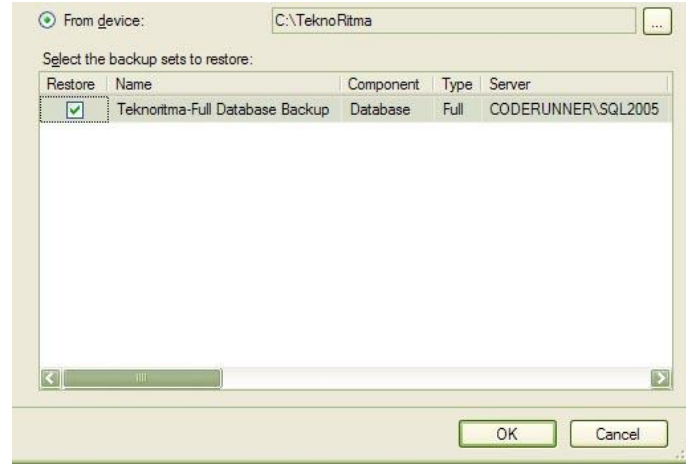 From device: C:\TeknoRitma ...
Select the backup sets to restore:
Restore Name Component Type Server
Teknoritma-Full Database Backup Database Full CODERUNNER\SQL2005
OK Cancel